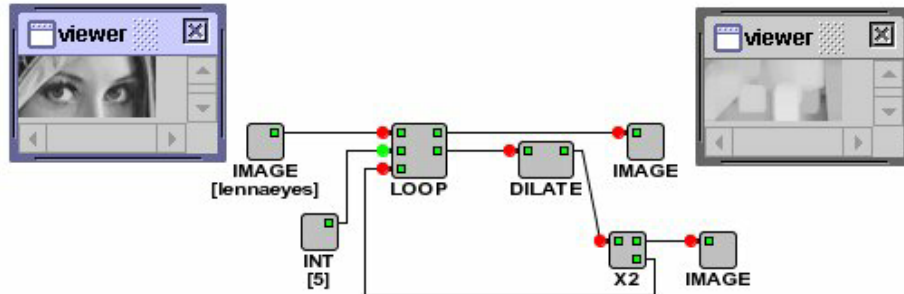 viewer
viewer
IMAGE
[lennaeyes]
LOOP
DILATE
IMAGE
INT
[5]
X2
IMAGE